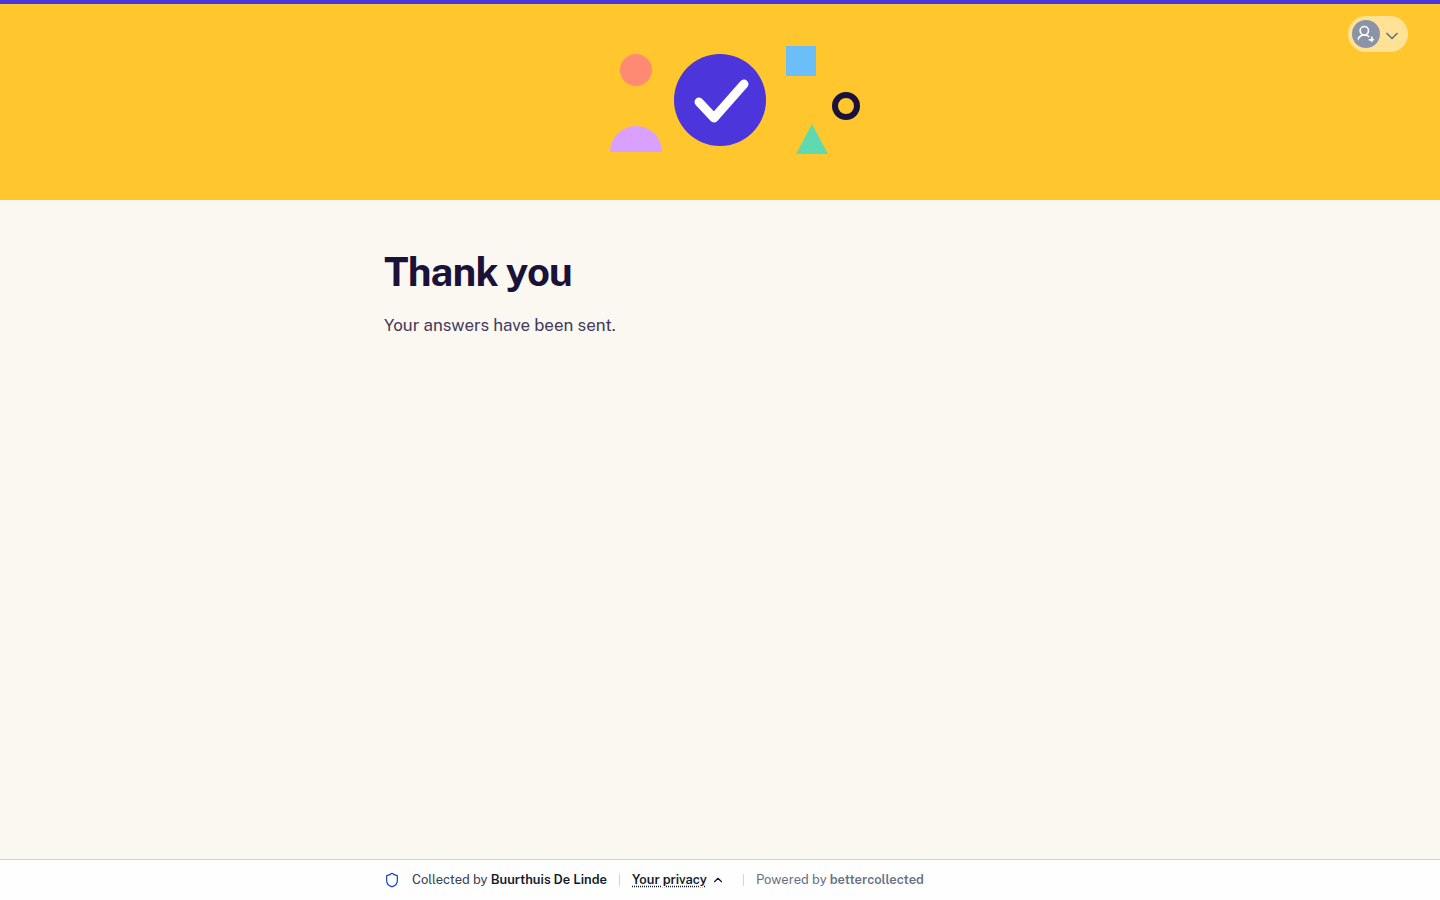 Thank you
Your answers have been sent.
Collected by Buurthuis De Linde
Your privacy
Powered by bettercollected